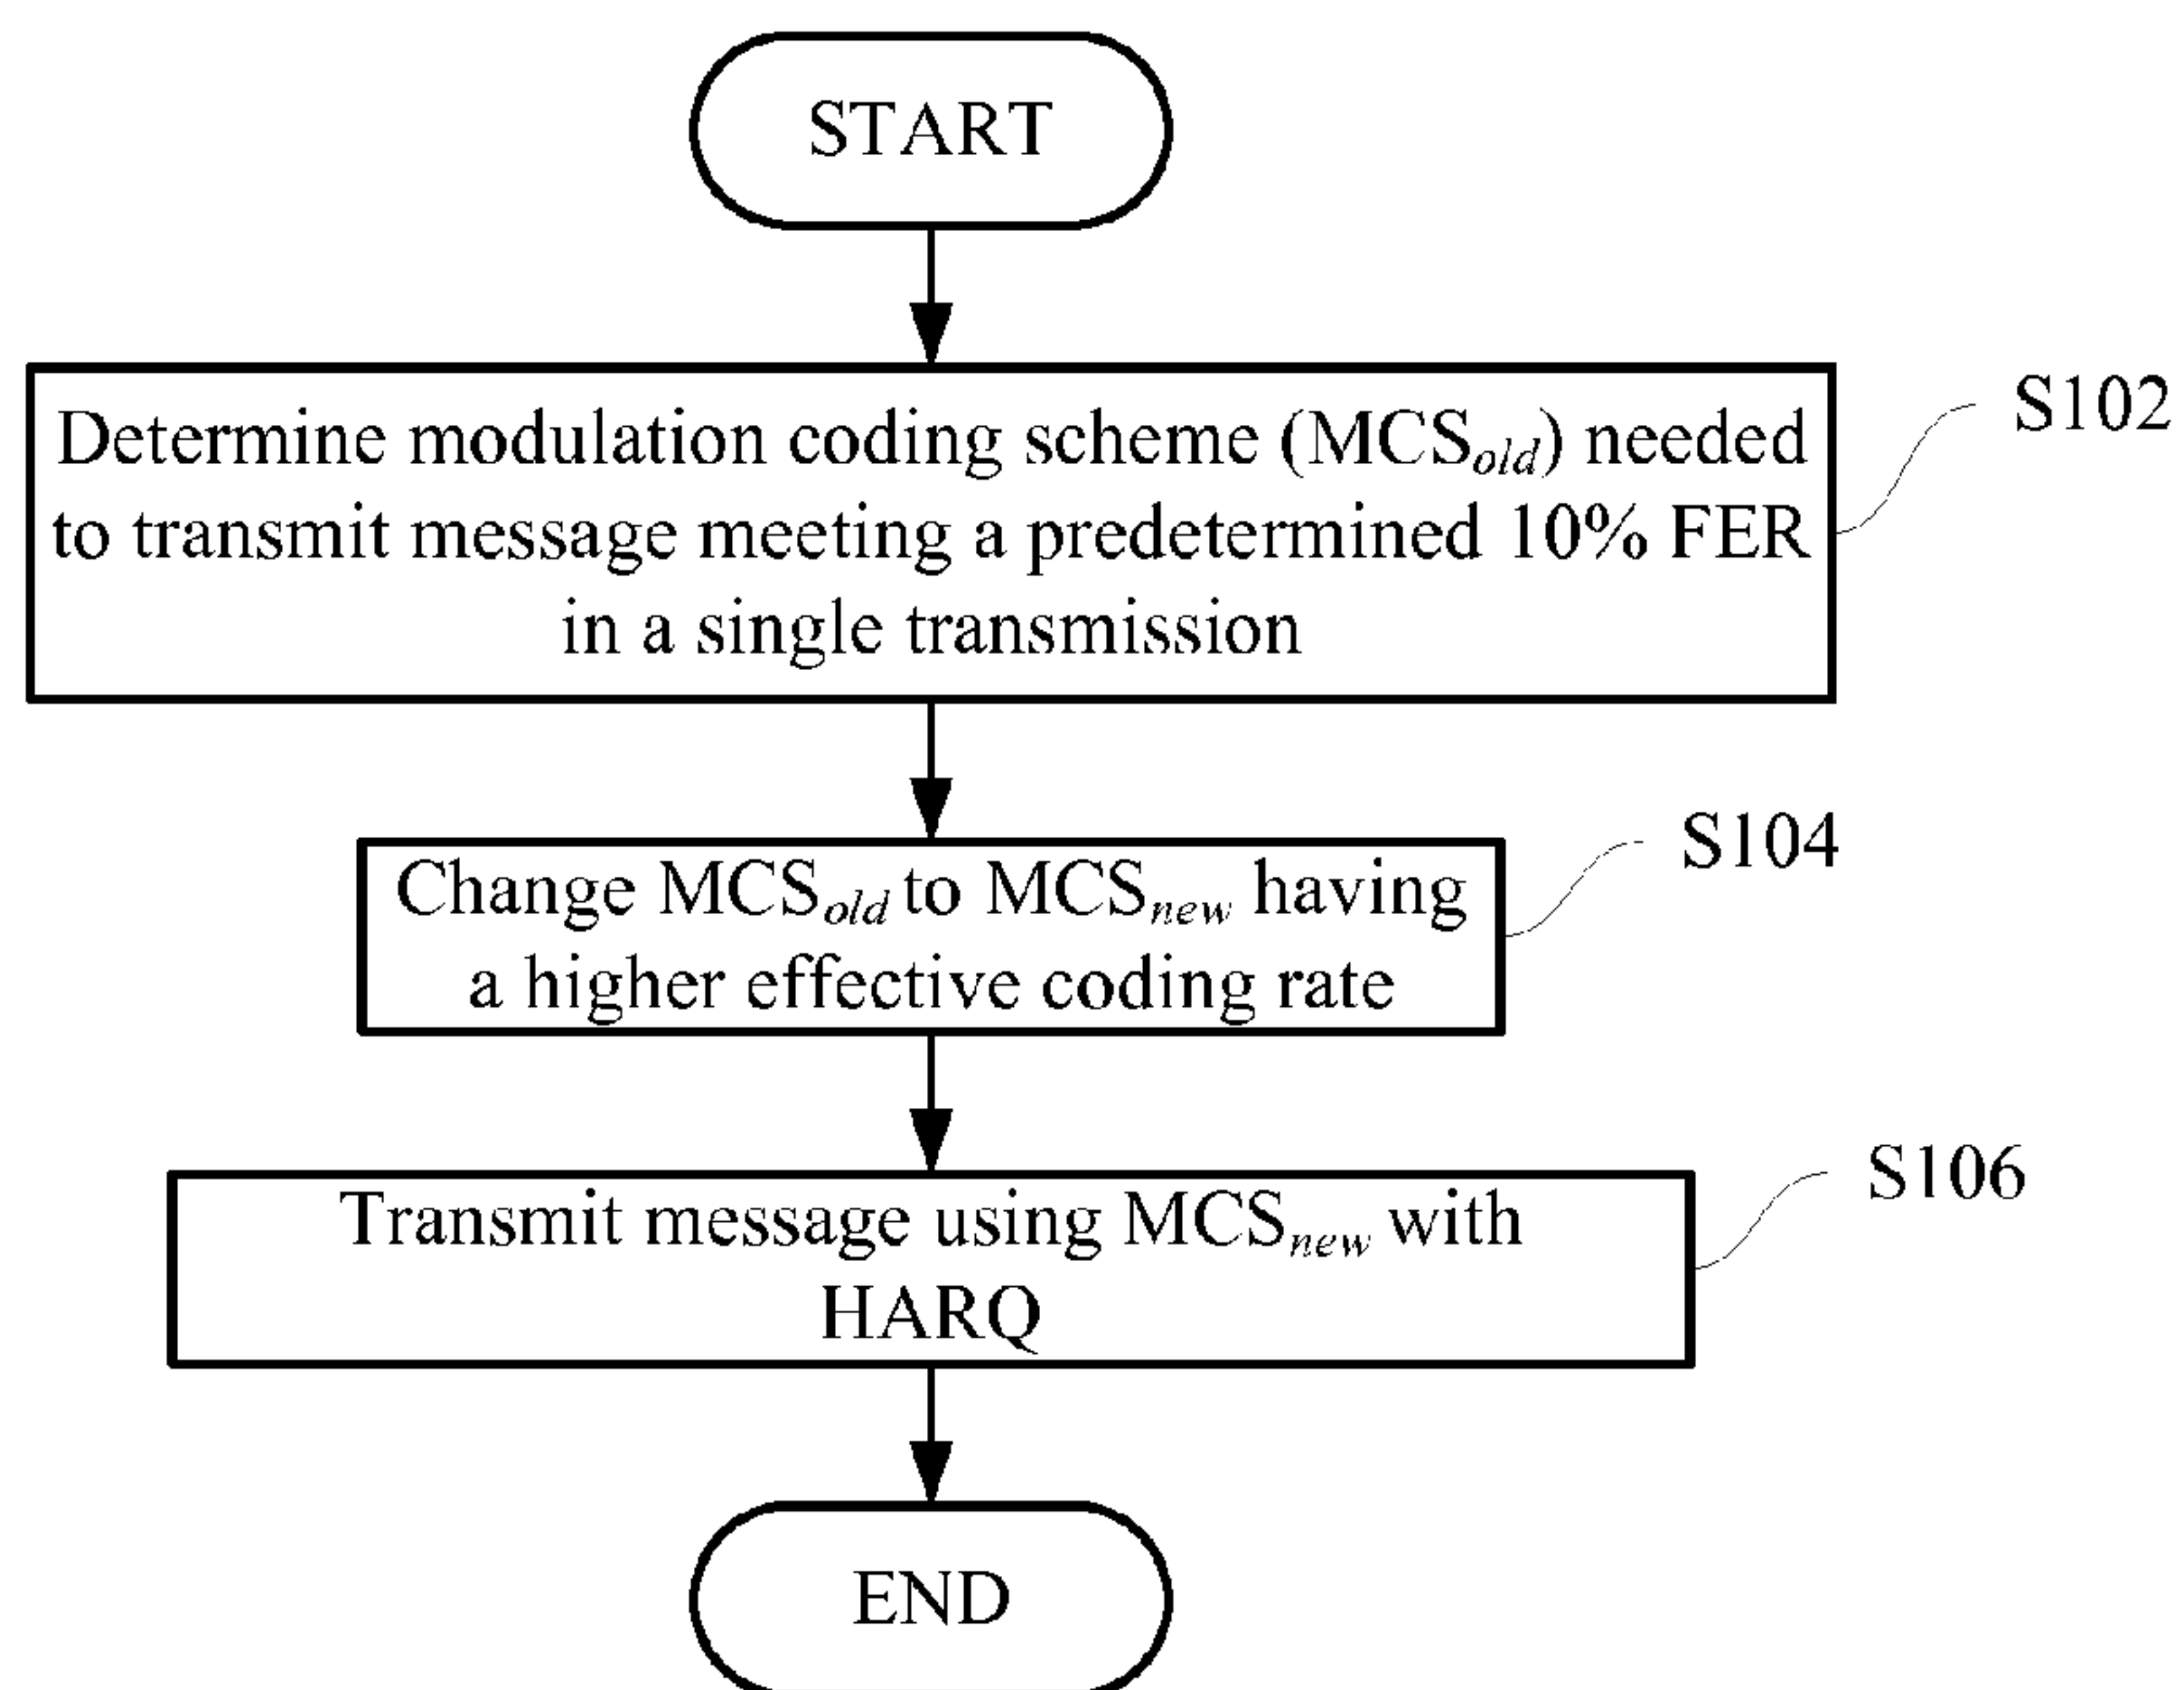 START
Determine modulation coding scheme (MCSold) needed
to transmit message meeting a predetermined 10% FER
in a single transmission
S102
Change MCSold to MCSnew having
a higher effective coding rate
S104
Transmit message using MCSnew with
HARQ
S106
END